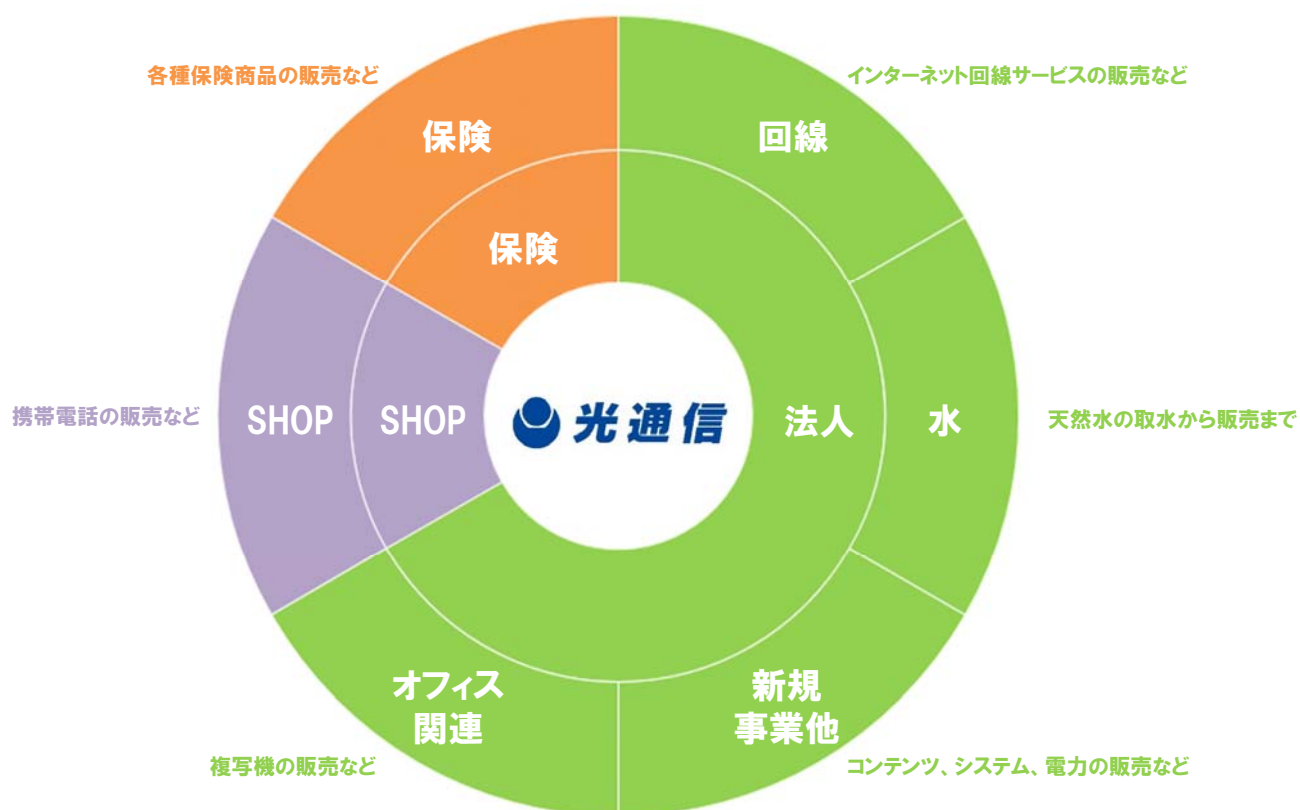 各種保険商品の販売など
インターネット回線サービスの販売など
保険
回線
保険
携帯電話の販売など
SHOP
SHOP
光通信
法人
水
天然水の取水から販売まで
オフィス
関連
新規
事業他
複写機の販売など
コンテンツ、システム、電力の販売など